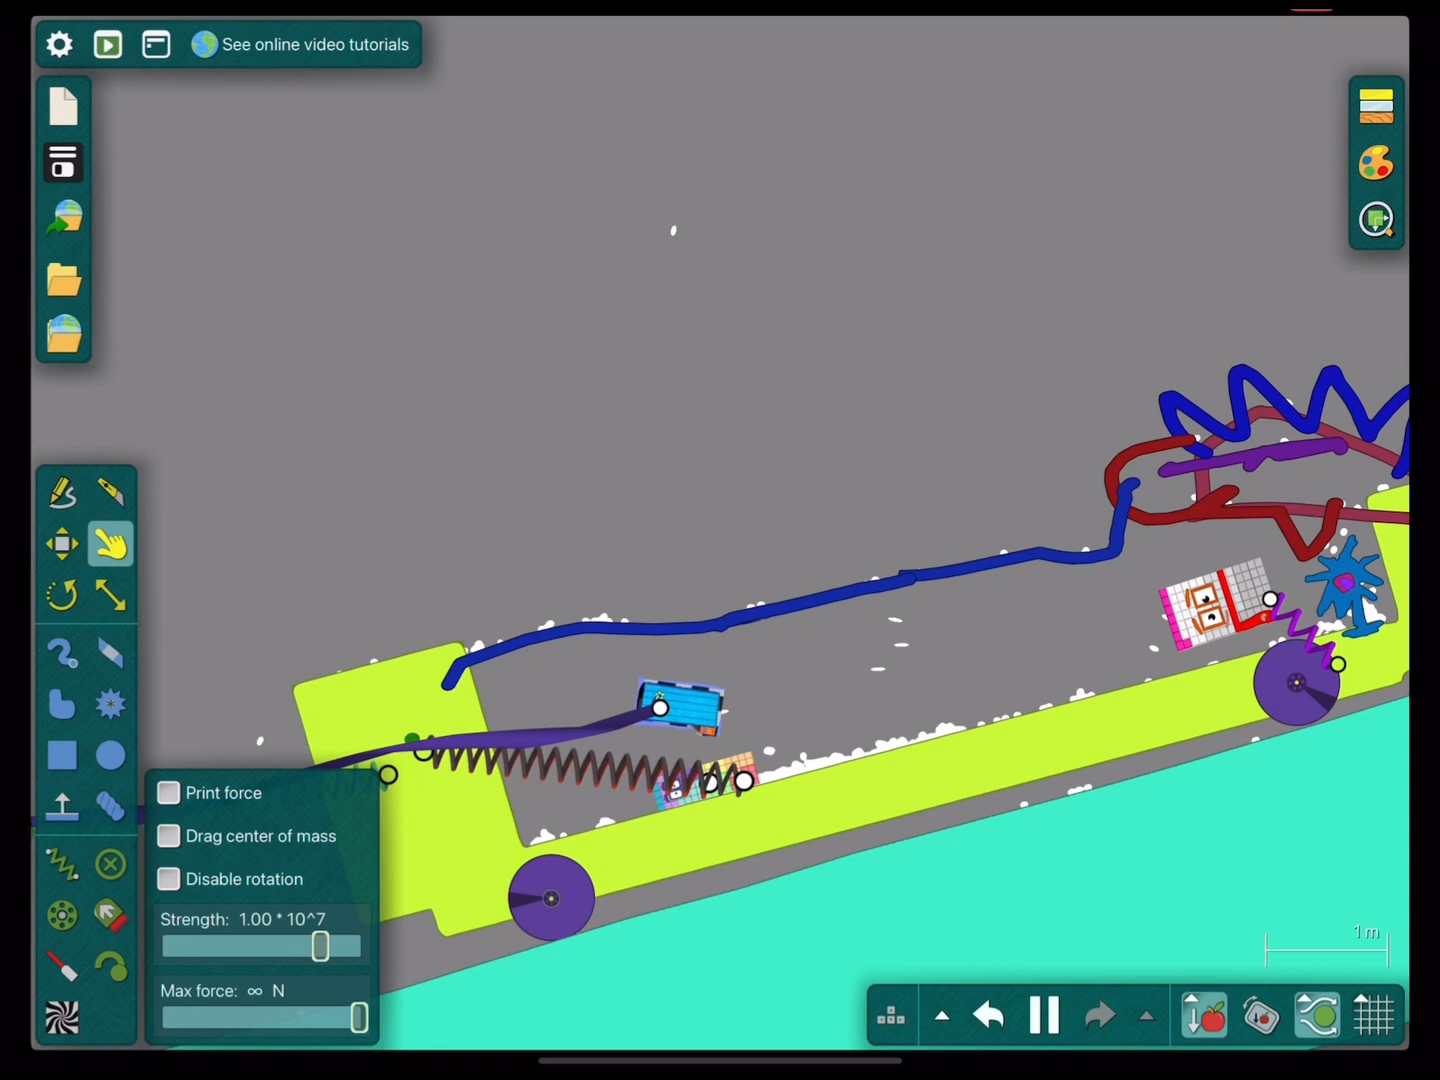 See online video tutorials
Print force
Drag center of mass
Disable rotation
Strength: 1.00 * 10^7
Max force: ∞ N
1 m